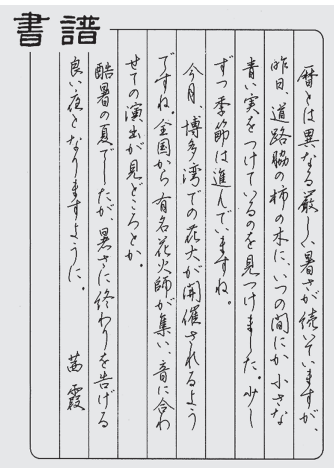 書譜
暦とは異なる厳しい暑さが続いていますが、
昨日、道路脇の柿の木に、いつの間にか小さな
青い実をつけているのを見つけました。少し
ずつ季節は進んでいますね。
今月、博多湾での花火が開催されるよう
ですね。全国から有名花火師が集い、音に合わ
せての演出が見どころとか。
酷暑の夏でしたが、暑さに終わりを告げる
良い夜となりますように。
茜霞